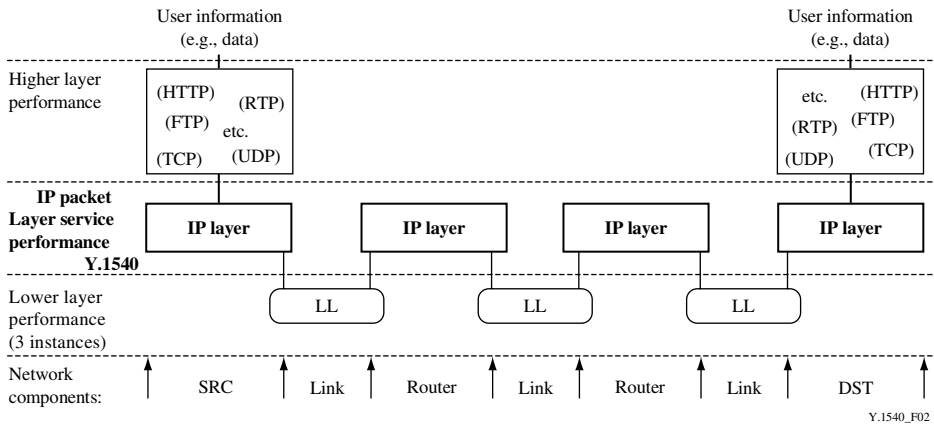 User information
(e.g., data)
User information
(e.g., data)
Higher layer
performance
(HTTP)
(RTP)
(FTP)
etc.
(TCP)
(UDP)
etc.
(HTTP)
(RTP)
(FTP)
(UDP)
(TCP)
IP packet
Layer service
performance
Y.1540
IP layer
IP layer
IP layer
IP layer
Lower layer
performance
(3 instances)
LL
LL
LL
Network
components:
SRC
Link
Router
Link
Router
Link
DST
Y.1540_F02